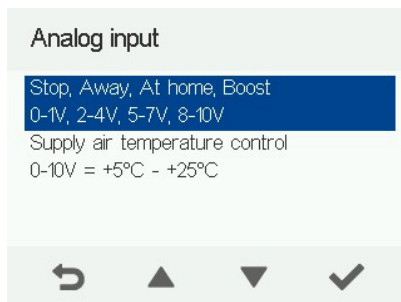 Analog input
Stop, Away, At home, Boost
0-1V, 2-4V, 5-7V, 8-10V
Supply air temperature control
0-10V = +5°C - +25°C